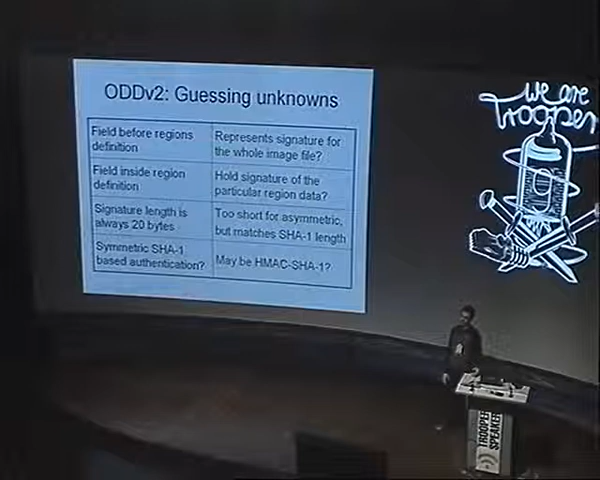 ODDv2: Guessing unknowns
Field before regions
definition
Represents signature for
the whole image file?
Field inside region
definition
Hold signature of the
particular region data?
Signature length is
always 20 bytes
Too short for asymmetric,
but matches SHA-1 length
Symmetric SHA-1
based authentication?
May be HMAC-SHA-1?
we are
Troopers
TROOPERS
SPEAKER